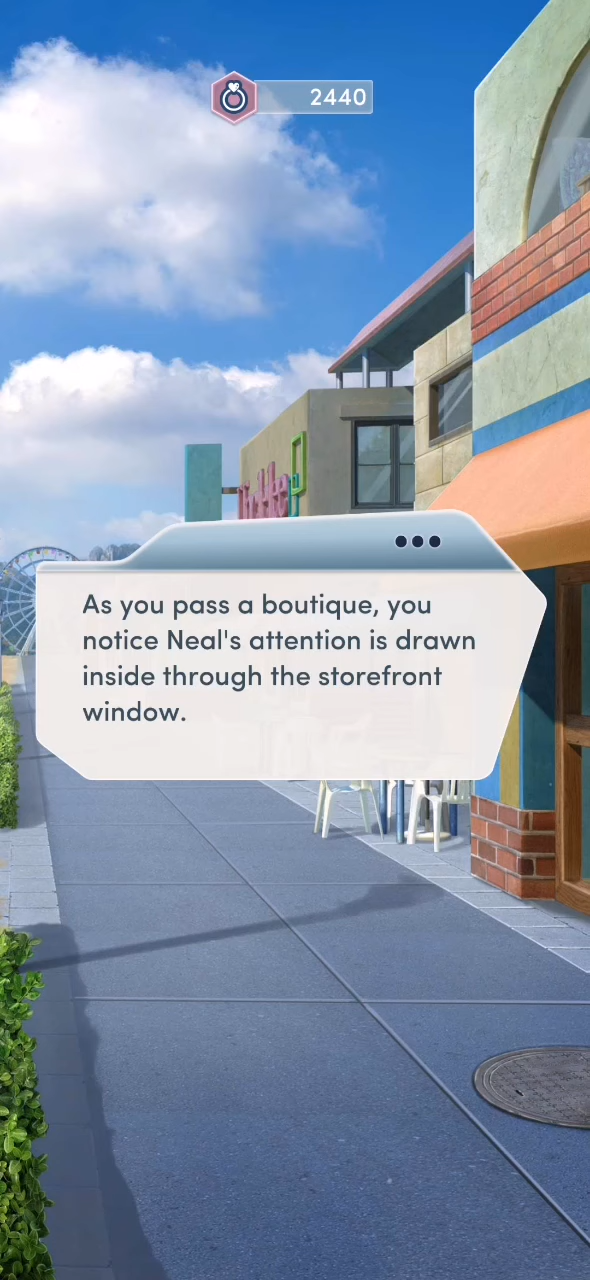 2440
As you pass a boutique, you
notice Neal's attention is drawn
inside through the storefront
window.